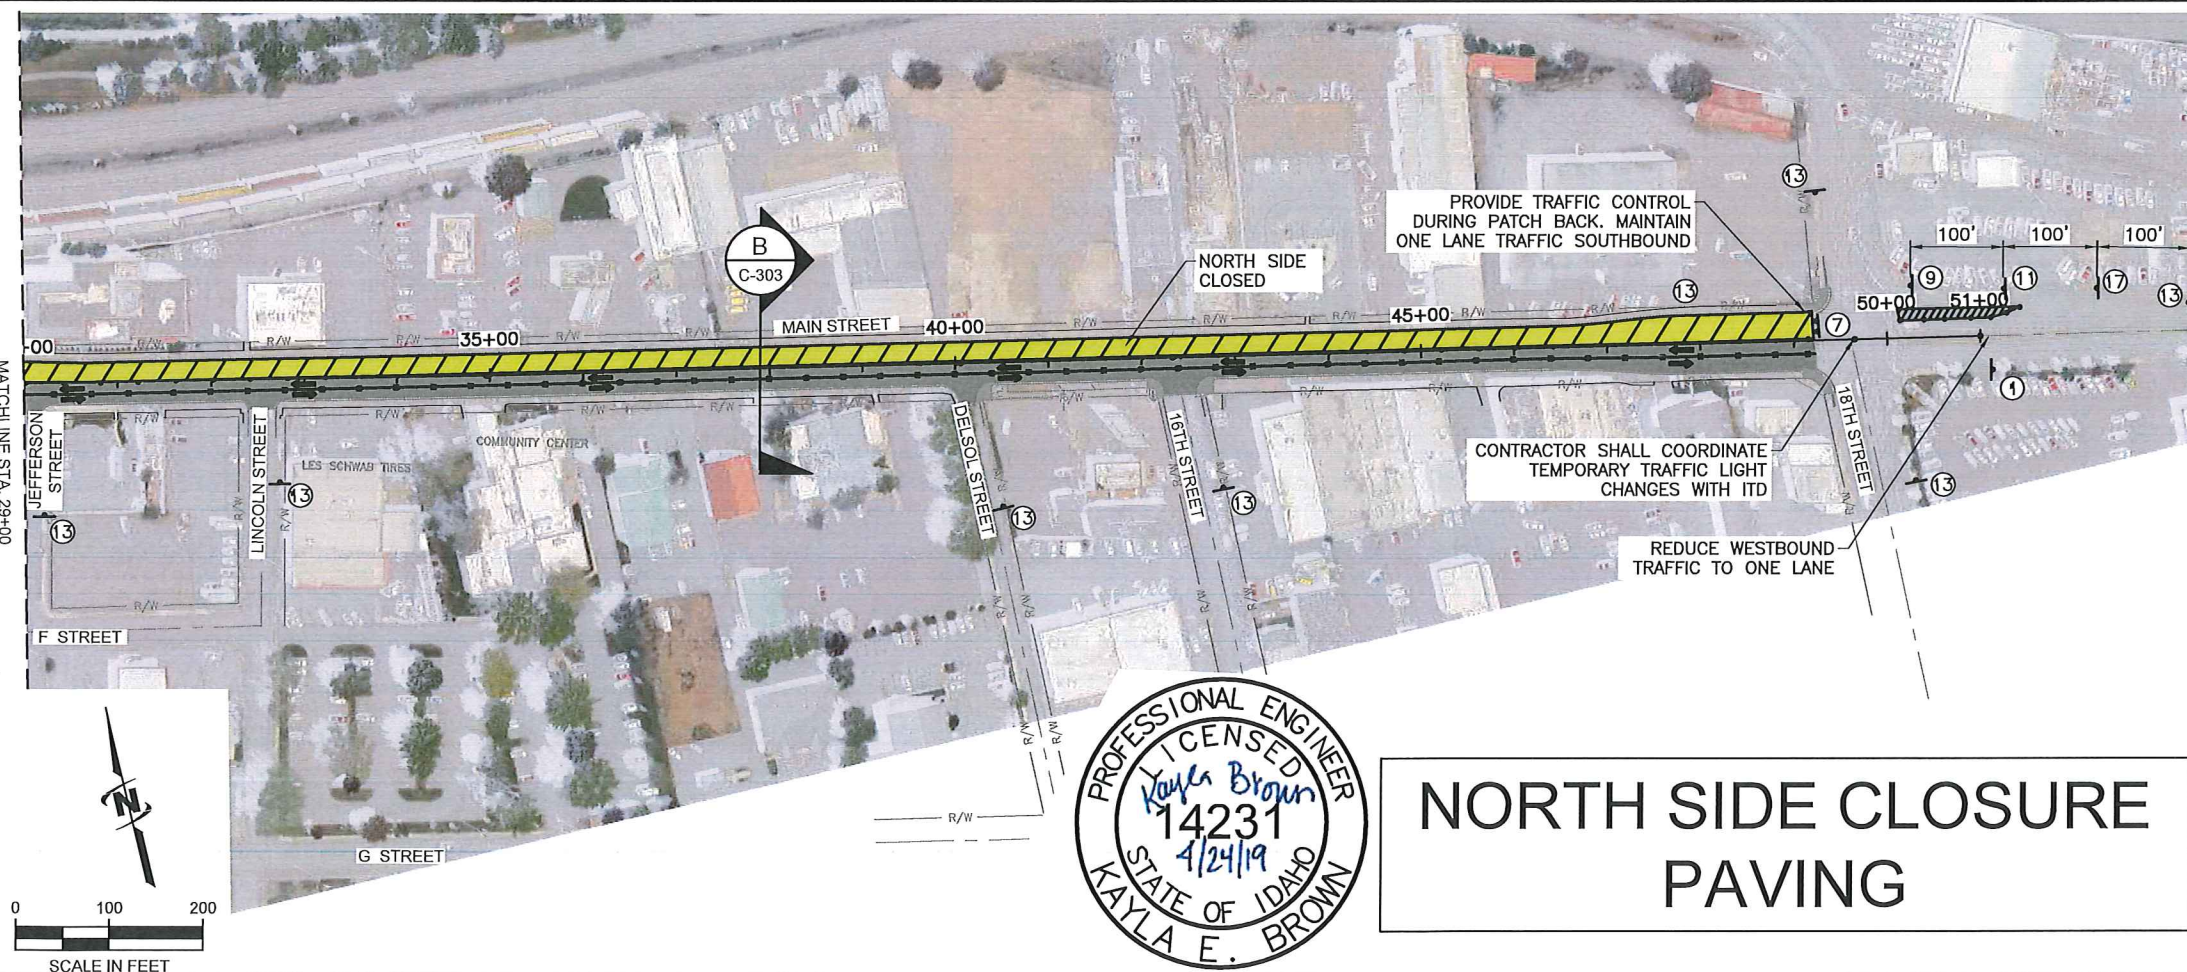 PROVIDE TRAFFIC CONTROL
DURING PATCH BACK. MAINTAIN
ONE LANE TRAFFIC SOUTHBOUND
13
100'
100'
100'
B
C-303
NORTH SIDE
CLOSED
13
9
11
17
13
50+00
51+00
-00
R/W
R/W
35+00
R/W
R/W
R/W
MAIN STREET
R/W
40+00
R/W
R/W
45+00
R/W
R/W
R/W
R/W
7
1
MATCHLINE STA. 29+00
JEFFERSON
STREET
13
R/W
R/W
LINCOLN STREET
R/W
13
R/W
R/W
R/W
R/W
COMMUNITY CENTER
LES SCHWAB TIRES
DELSOL STREET
13
R/W
R/W
16TH STREET
R/W
R/W
13
R/W
R/W
18TH STREET
R/W
13
CONTRACTOR SHALL COORDINATE
TEMPORARY TRAFFIC LIGHT
CHANGES WITH ITD
REDUCE WESTBOUND
TRAFFIC TO ONE LANE
R/W
F STREET
R/W
R/W
R/W
R/W
R/W
R/W
R/W
G STREET
N
0 100 200
SCALE IN FEET
PROFESSIONAL ENGINEER
LICENSED
Kayla Brown
14231
4/24/19
STATE OF IDAHO
KAYLA E. BROWN
NORTH SIDE CLOSURE
PAVING